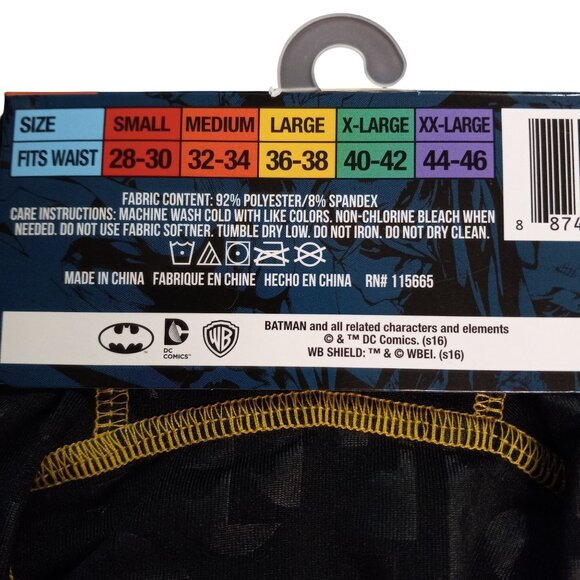 SIZE SMALL MEDIUM LARGE X-LARGE XX-LARGE
FITS WAIST 28-30 32-34 36-38 40-42 44-46
FABRIC CONTENT: 92% POLYESTER/8% SPANDEX
CARE INSTRUCTIONS: MACHINE WASH COLD WITH LIKE COLORS. NON-CHLORINE BLEACH WHEN
NEEDED. DO NOT USE FABRIC SOFTNER. TUMBLE DRY LOW. DO NOT IRON. DO NOT DRY CLEAN.
MADE IN CHINA FABRIQUE EN CHINE HECHO EN CHINA RN# 115665
8 874
DC
COMICS™
WB
BATMAN and all related characters and elements
© & ™ DC Comics. (s16)
WB SHIELD: ™ & © WBEI. (s16)